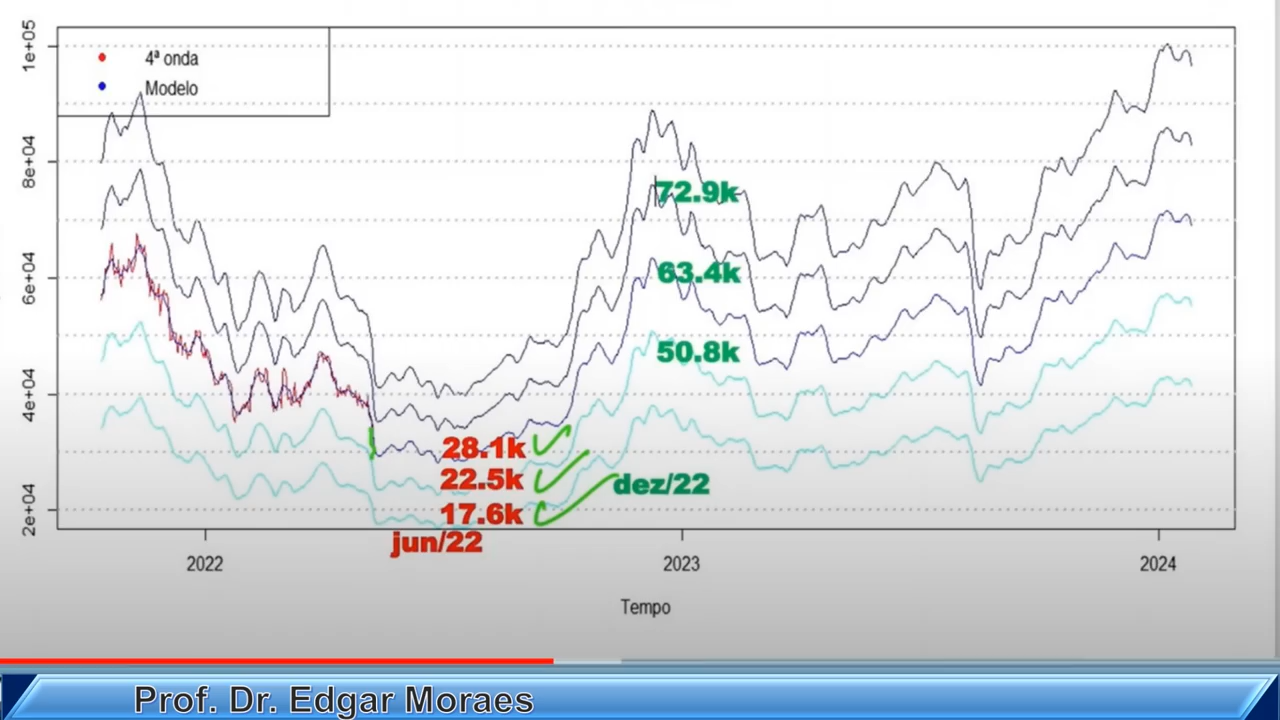 1e+05
8e+04
6e+04
4e+04
2e+04
4ª onda
Modelo
72.9k
63.4k
50.8k
28.1k
22.5k
17.6k
jun/22
dez/22
2022
2023
2024
Tempo
Prof. Dr. Edgar Moraes